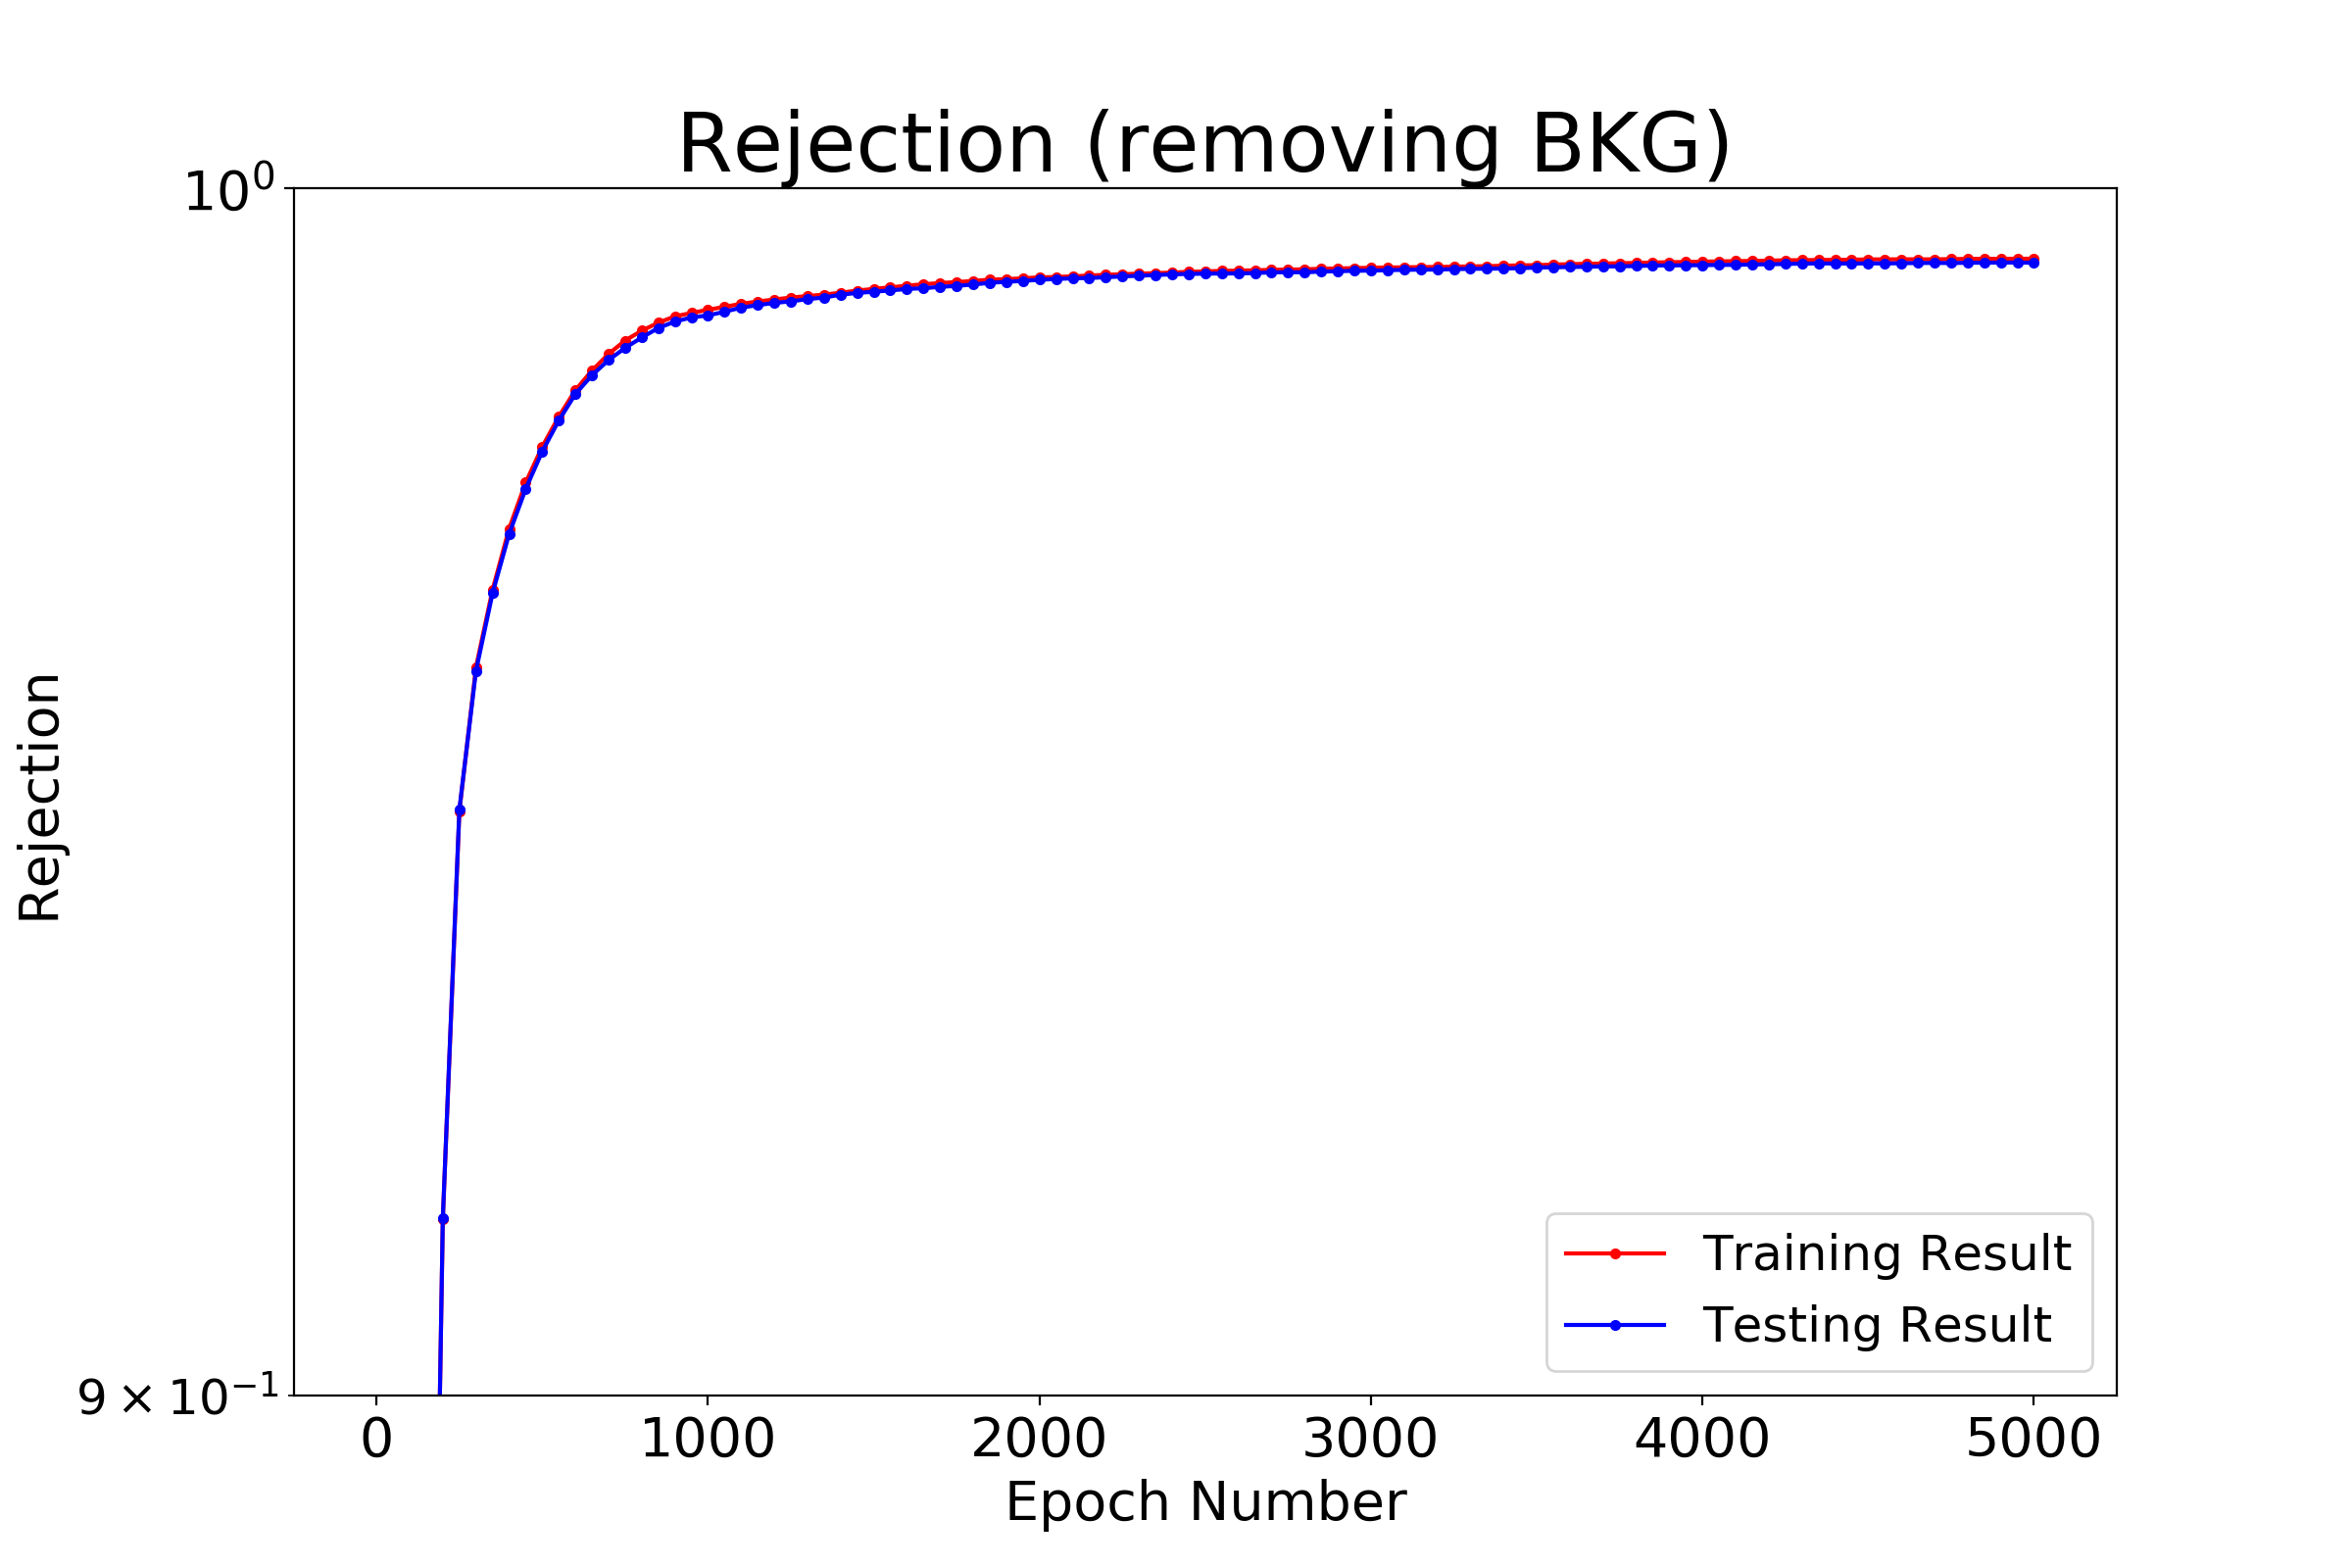 Rejection (removing BKG)
10⁰
Rejection
9 × 10⁻¹
0 1000 2000 3000 4000 5000
Epoch Number
Training Result
Testing Result